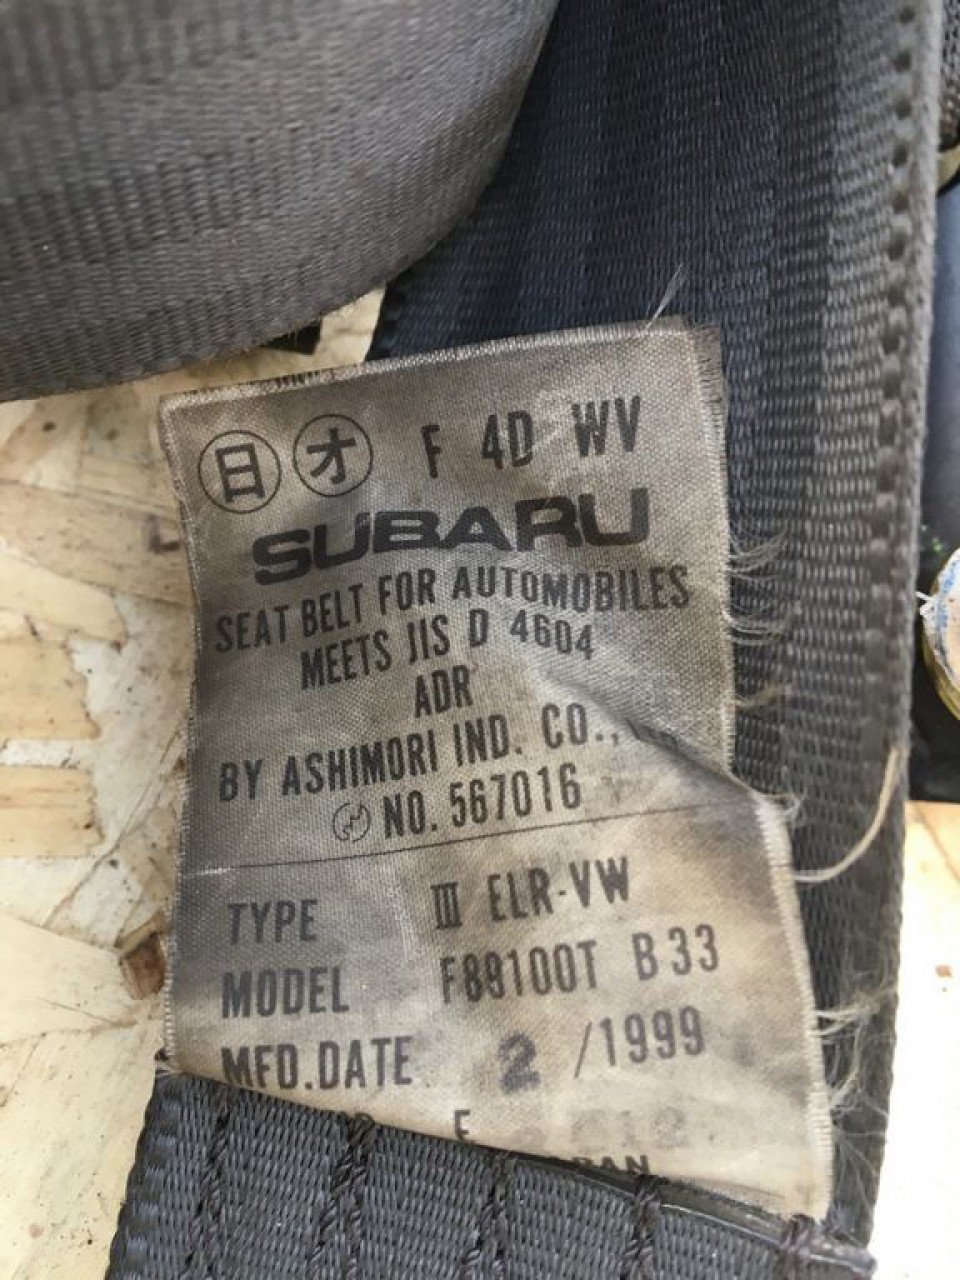 日 オ F 4D WV
SUBARU
SEAT BELT FOR AUTOMOBILES
MEETS JIS D 4604
ADR
BY ASHIMORI IND. CO.,
NO. 567016
TYPE III ELR-VW
MODEL F88100T B33
MFD.DATE 2 /1999
F